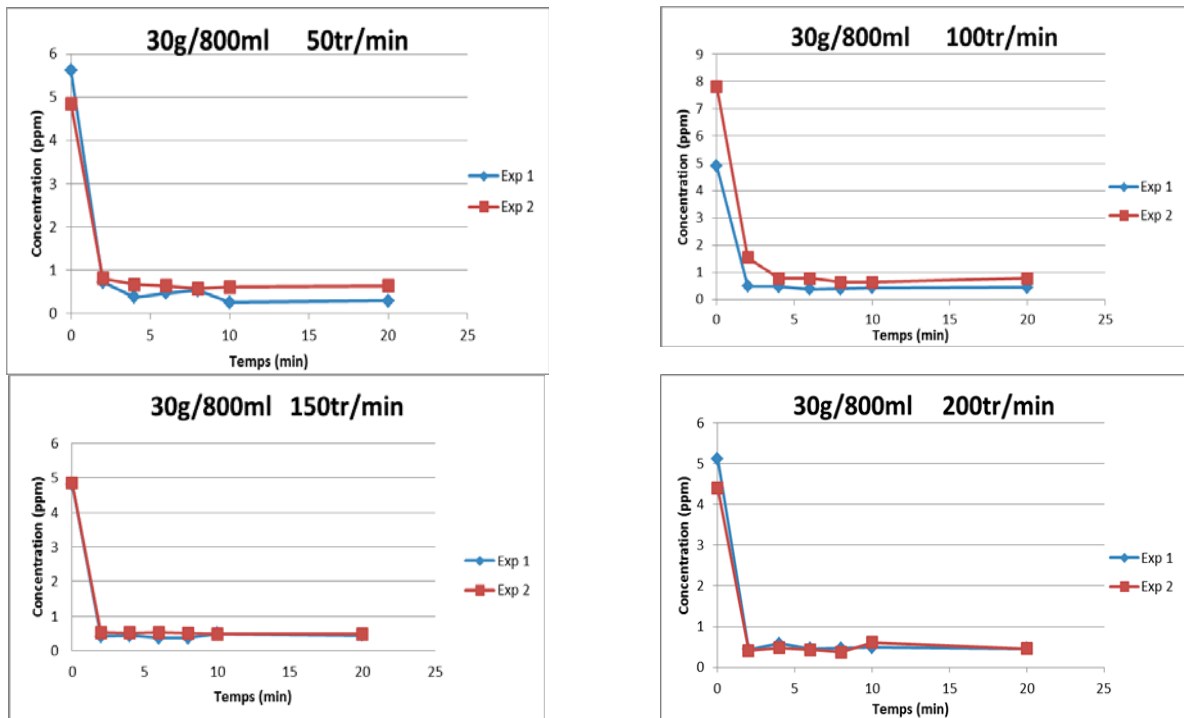 30g/800ml 50tr/min
6
5
4
3
2
1
0
Concentration (ppm)
0 5 10 15 20 25
Temps (min)
Exp 1
Exp 2
30g/800ml 100tr/min
9
8
7
6
5
4
3
2
1
0
Concentration (ppm)
0 5 10 15 20 25
Temps (min)
Exp 1
Exp 2
30g/800ml 150tr/min
6
5
4
3
2
1
0
Concentration (ppm)
0 5 10 15 20 25
Temps (min)
Exp 1
Exp 2
30g/800ml 200tr/min
6
5
4
3
2
1
0
Concentration (ppm)
0 5 10 15 20 25
Temps (min)
Exp 1
Exp 2